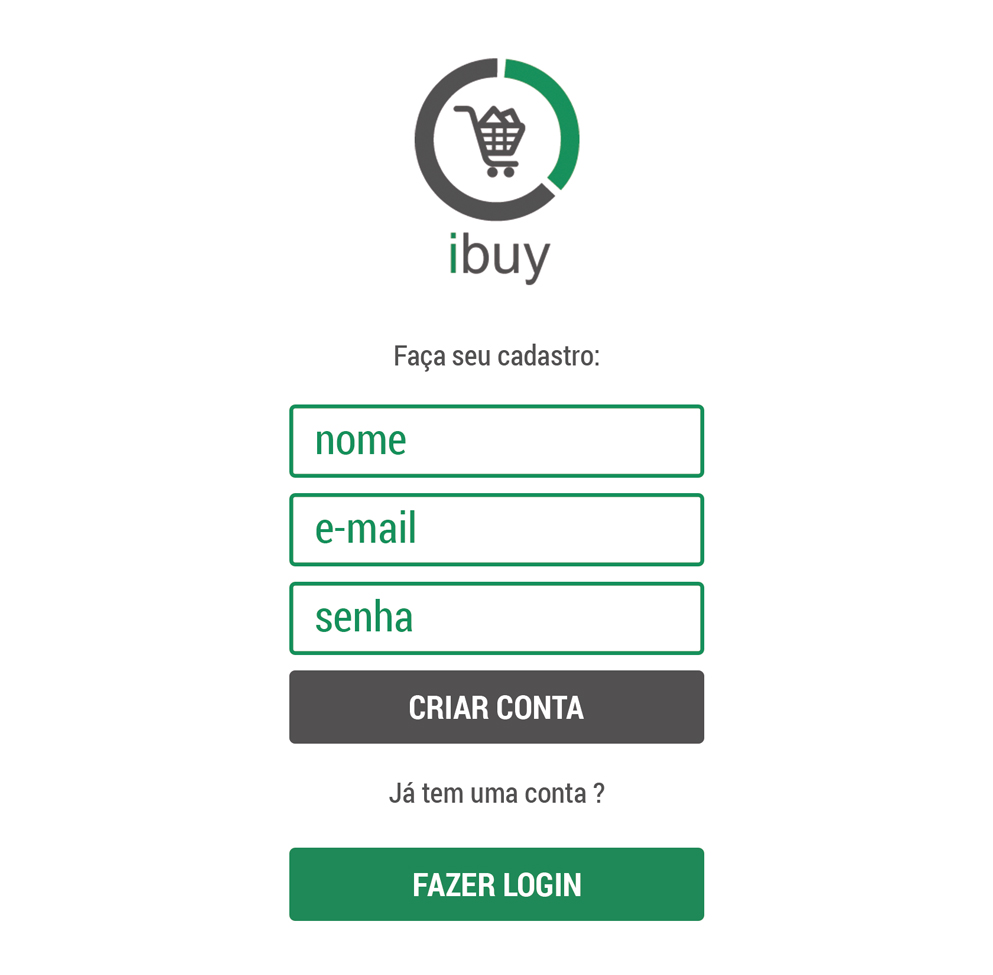 ibuy
Faça seu cadastro:
nome
e-mail
senha
CRIAR CONTA
Já tem uma conta ?
FAZER LOGIN